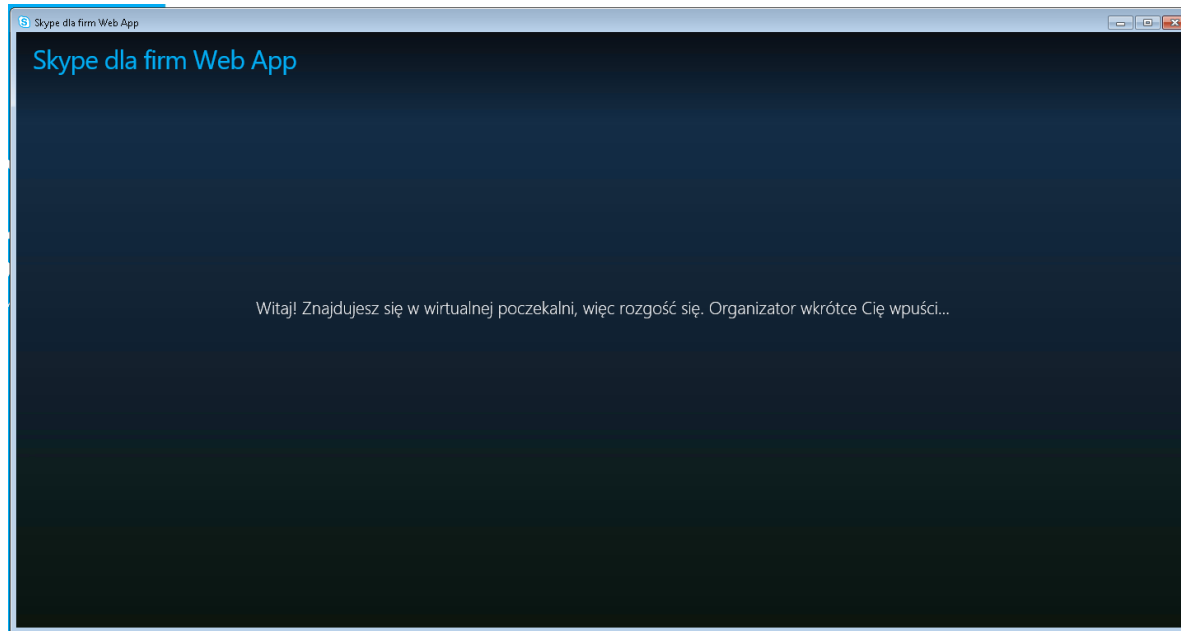 Skype dla firm Web App
Skype dla firm Web App
Witaj! Znajdujesz się w wirtualnej poczekalni, więc rozgość się. Organizator wkrótce Cię wpuści...